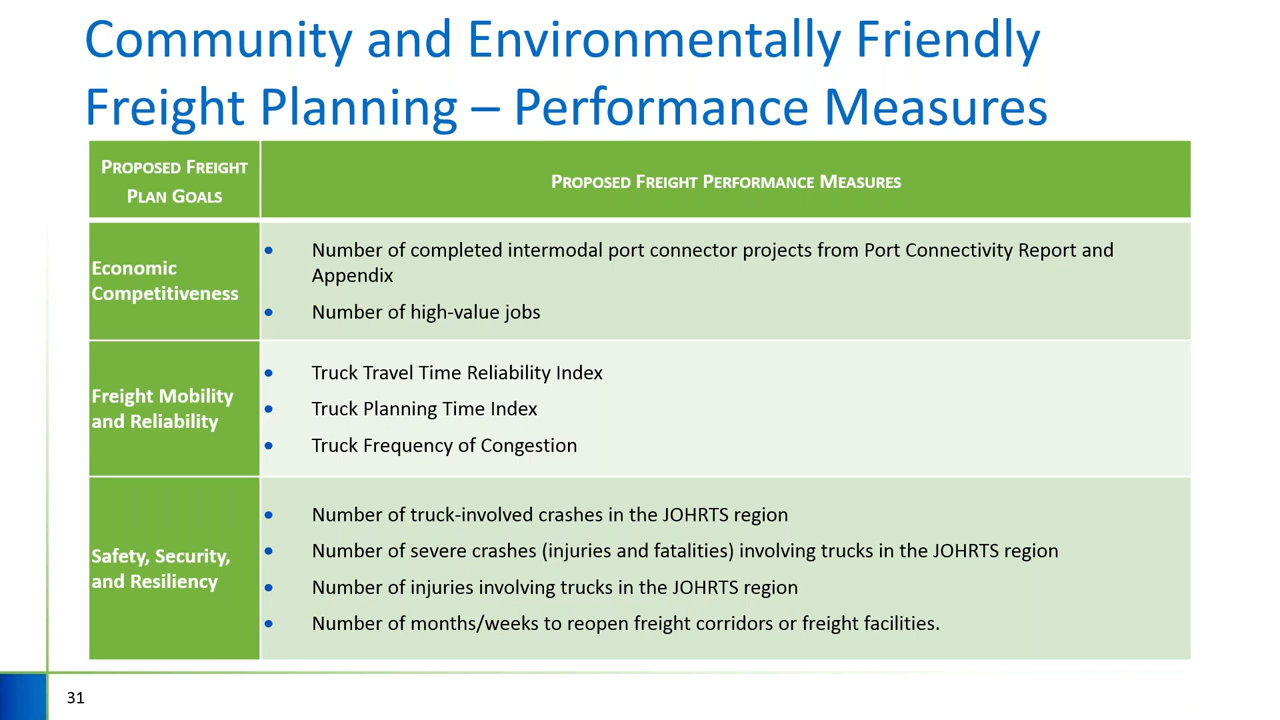 Community and Environmentally Friendly
Freight Planning – Performance Measures
PROPOSED FREIGHT
PLAN GOALS
PROPOSED FREIGHT PERFORMANCE MEASURES
Economic
Competitiveness
• Number of completed intermodal port connector projects from Port Connectivity Report and
Appendix
• Number of high-value jobs
Freight Mobility
and Reliability
• Truck Travel Time Reliability Index
• Truck Planning Time Index
• Truck Frequency of Congestion
Safety, Security,
and Resiliency
• Number of truck-involved crashes in the JOHRTS region
• Number of severe crashes (injuries and fatalities) involving trucks in the JOHRTS region
• Number of injuries involving trucks in the JOHRTS region
• Number of months/weeks to reopen freight corridors or freight facilities.
31